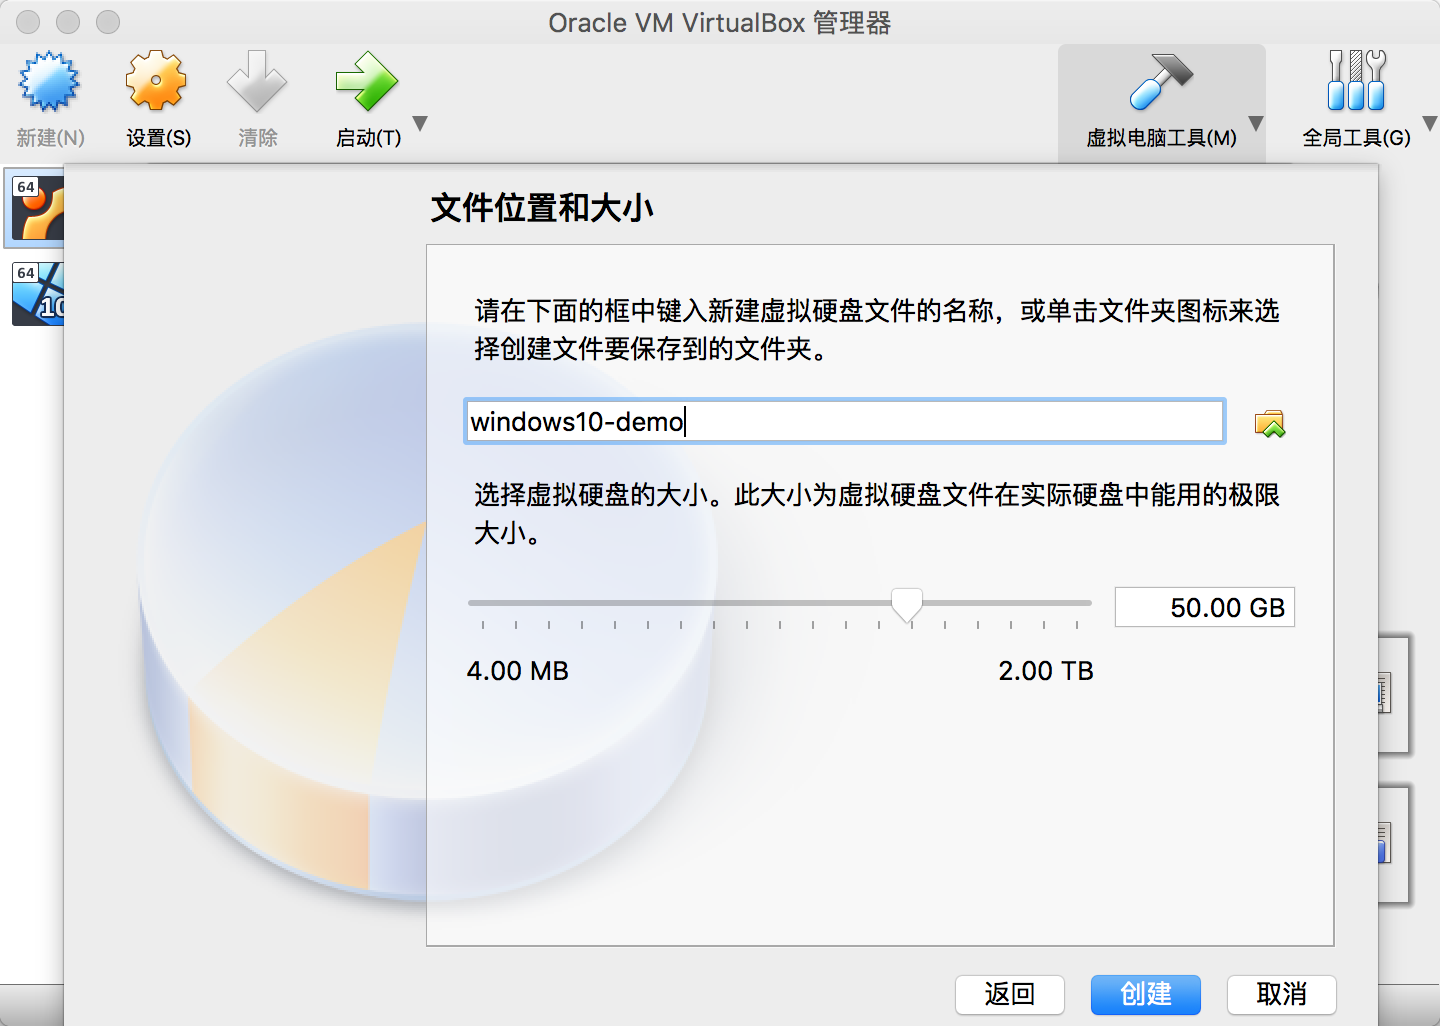 Oracle VM VirtualBox 管理器
新建(N)
设置(S)
清除
启动(T)
虚拟电脑工具(M)
全局工具(G)
64
64
10
文件位置和大小
请在下面的框中键入新建虚拟硬盘文件的名称，或单击文件夹图标来选
择创建文件要保存到的文件夹。
windows10-demo
选择虚拟硬盘的大小。此大小为虚拟硬盘文件在实际硬盘中能用的极限
大小。
50.00 GB
4.00 MB
2.00 TB
返回
创建
取消